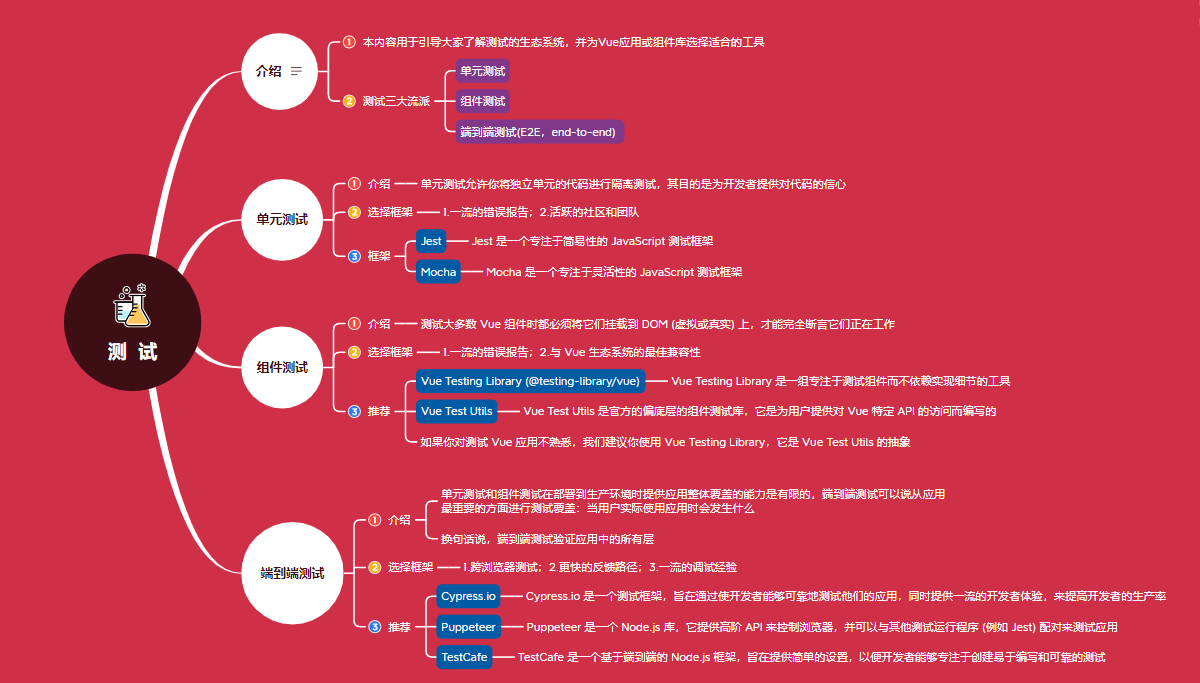 测 试
介绍
1 本内容用于引导大家了解测试的生态系统，并为Vue应用或组件库选择适合的工具
2 测试三大流派
单元测试
组件测试
端到端测试(E2E，end-to-end)
单元测试
1 介绍 单元测试允许你将独立单元的代码进行隔离测试，其目的是为开发者提供对代码的信心
2 选择框架 1.一流的错误报告；2.活跃的社区和团队
3 框架
Jest Jest 是一个专注于简易性的 JavaScript 测试框架
Mocha Mocha 是一个专注于灵活性的 JavaScript 测试框架
组件测试
1 介绍 测试大多数 Vue 组件时都必须将它们挂载到 DOM (虚拟或真实) 上，才能完全断言它们正在工作
2 选择框架 1.一流的错误报告；2.与 Vue 生态系统的最佳兼容性
3 推荐
Vue Testing Library (@testing-library/vue) Vue Testing Library 是一组专注于测试组件而不依赖实现细节的工具
Vue Test Utils Vue Test Utils 是官方的偏底层的组件测试库，它是为用户提供对 Vue 特定 API 的访问而编写的
如果你对测试 Vue 应用不熟悉，我们建议你使用 Vue Testing Library，它是 Vue Test Utils 的抽象
端到端测试
1 介绍
单元测试和组件测试在部署到生产环境时提供应用整体覆盖的能力是有限的，端到端测试可以说从应用
最重要的方面进行测试覆盖：当用户实际使用应用时会发生什么
换句话说，端到端测试验证应用中的所有层
2 选择框架 1.跨浏览器测试；2.更快的反馈路径；3.一流的调试经验
3 推荐
Cypress.io Cypress.io 是一个测试框架，旨在通过使开发者能够可靠地测试他们的应用，同时提供一流的开发者体验，来提高开发者的生产率
Puppeteer Puppeteer 是一个 Node.js 库，它提供高阶 API 来控制浏览器，并可以与其他测试运行程序 (例如 Jest) 配对来测试应用
TestCafe TestCafe 是一个基于端到端的 Node.js 框架，旨在提供简单的设置，以便开发者能够专注于创建易于编写和可靠的测试